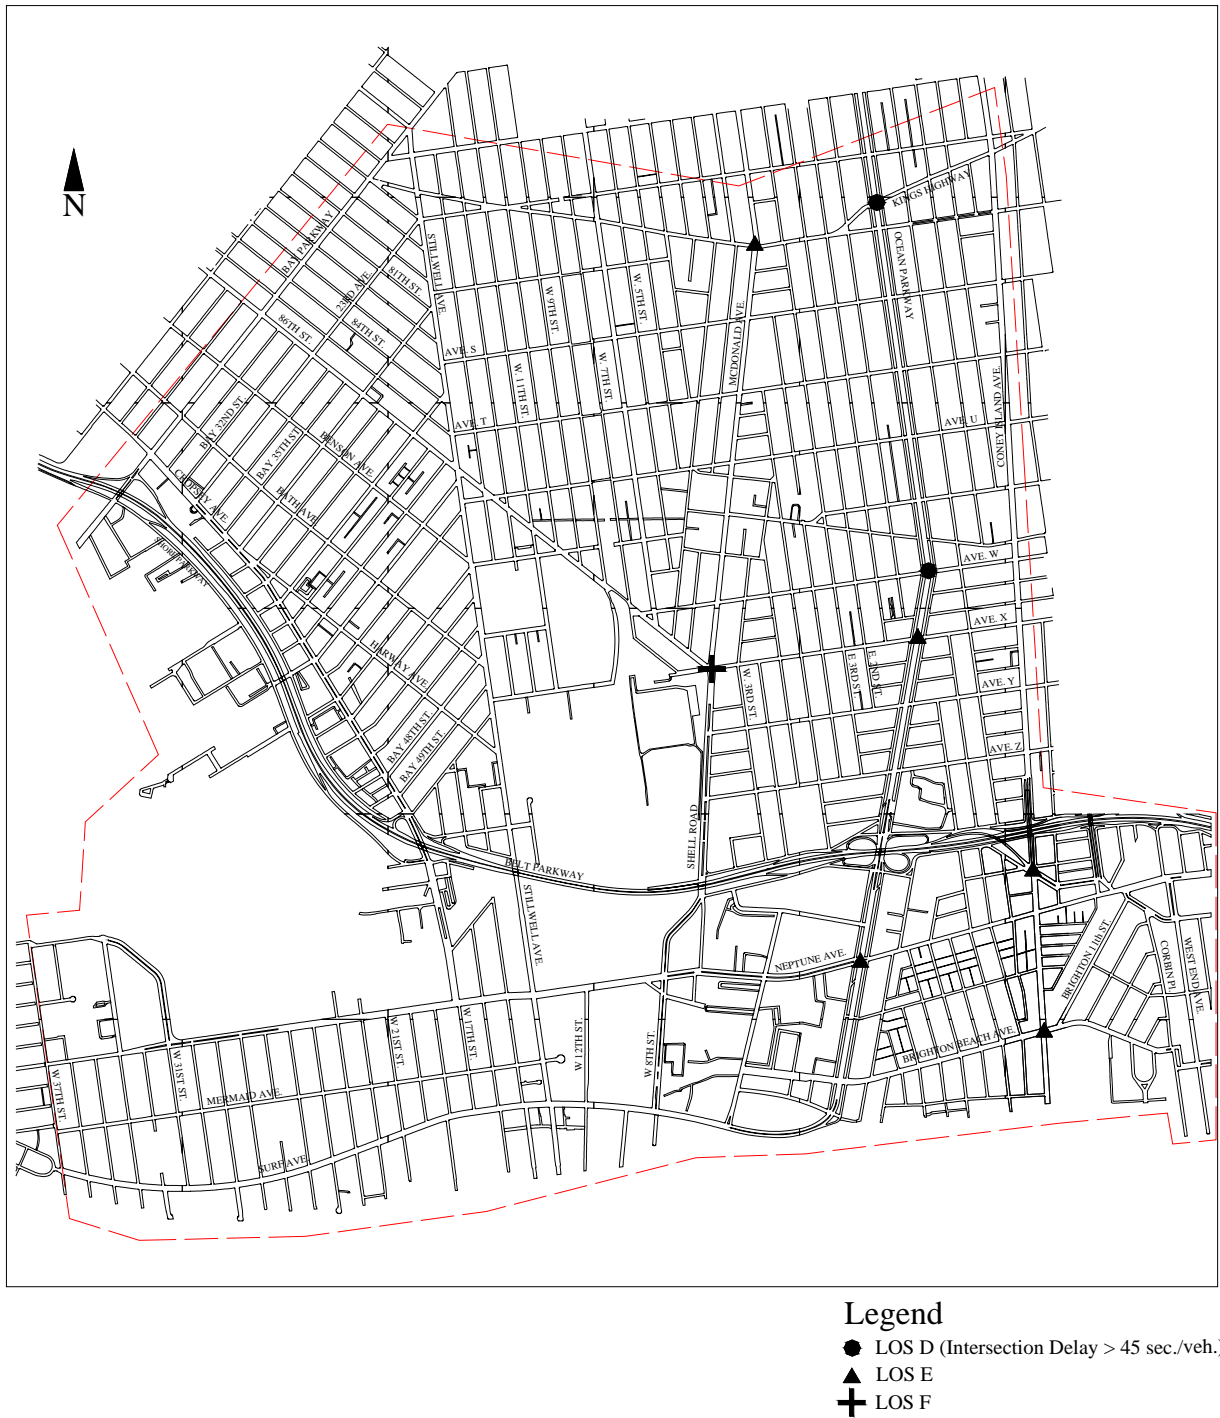 N
KINGS HIGHWAY
BAY PARKWAY
STILLWELL AVE.
OCEAN PARKWAY
81TH ST.
23RD AVE.
W. 5TH ST.
W. 9TH ST.
86TH ST.
84TH ST.
MCDONALD AVE.
AVE. S
W. 11TH ST.
W. 7TH ST.
CONEY ISLAND AVE.
BAY 32ND ST.
AVE. T
AVE. U
BAY 35TH ST.
BENSON AVE.
CROPSEY AVE.
BATH AVE.
SHORE PARKWAY
AVE. W
AVE. X
HARWAY AVE.
W. 3RD ST.
E 3RD ST.
E. 2ND ST.
AVE. Y
BAY 48TH ST.
BAY 49TH ST.
AVE. Z
SHELL ROAD
BELT PARKWAY
STILLWELL AVE.
NEPTUNE AVE.
BRIGHTON 11th ST.
CORBIN PL.
WEST END AVE.
W 37TH ST.
W 31ST ST.
W 21ST ST.
W 17TH ST.
W 12TH ST.
W 8TH ST.
BRIGHTON BEACH AVE.
MERMAID AVE.
SURF AVE
Legend
LOS D (Intersection Delay > 45 sec./veh.)
LOS E
LOS F